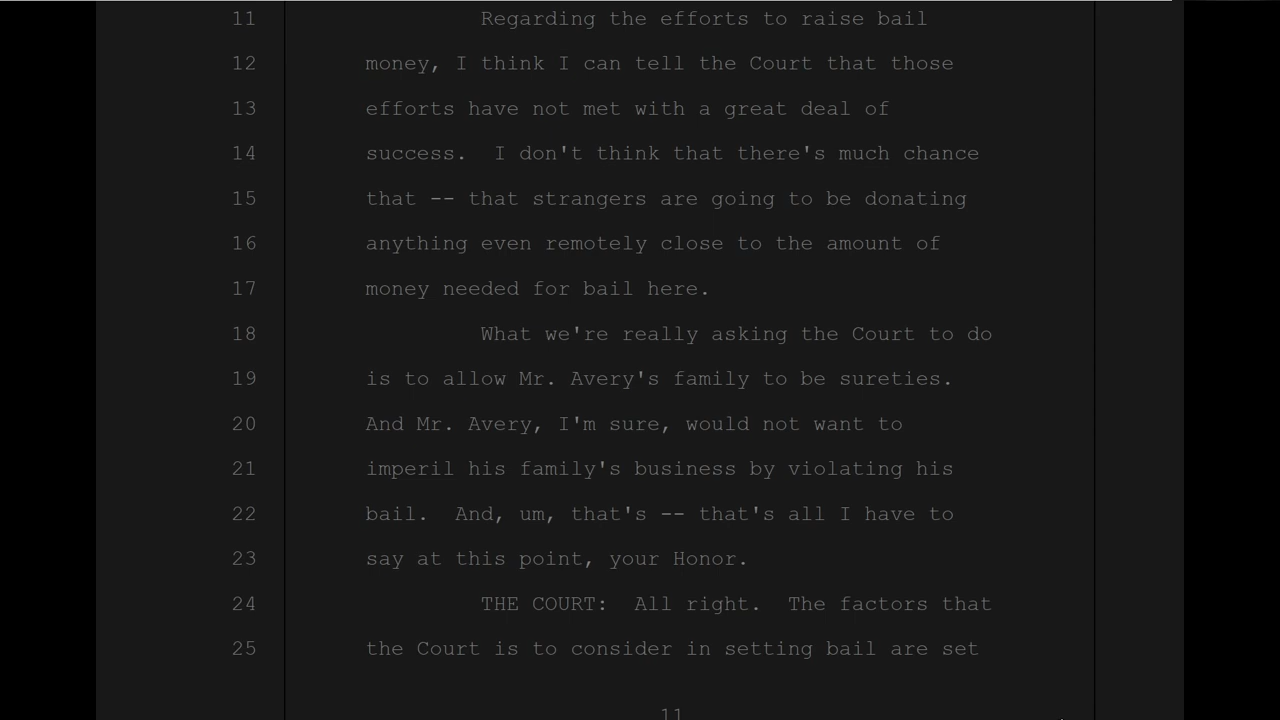 11 Regarding the efforts to raise bail
12 money, I think I can tell the Court that those
13 efforts have not met with a great deal of
14 success. I don't think that there's much chance
15 that -- that strangers are going to be donating
16 anything even remotely close to the amount of
17 money needed for bail here.
18 What we're really asking the Court to do
19 is to allow Mr. Avery's family to be sureties.
20 And Mr. Avery, I'm sure, would not want to
21 imperil his family's business by violating his
22 bail. And, um, that's -- that's all I have to
23 say at this point, your Honor.
24 THE COURT: All right. The factors that
25 the Court is to consider in setting bail are set
11